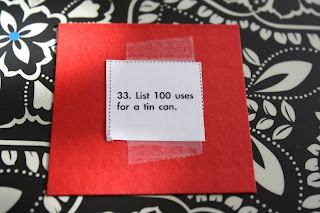 33. List 100 uses
for a tin can.